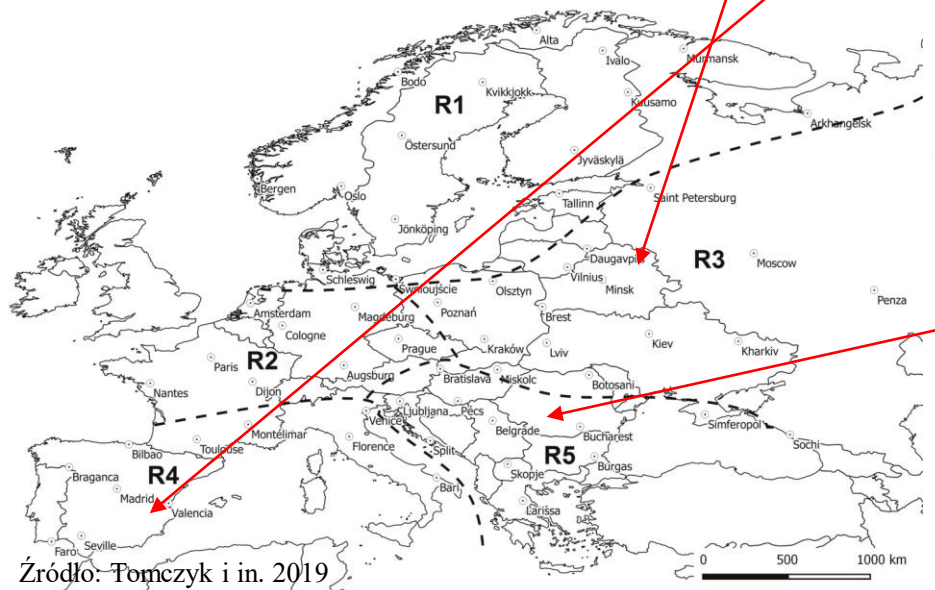 Alta
Ivalo
Murmansk
Bodo
Kvikkjokk
R1
Kuusamo
Arkhangelsk
Östersund
Jyväskylä
Bergen
Oslo
Tallinn
Saint Petersburg
Jönköping
R3
Moscow
Daugavpils
Schleswig
Vilnius
Świnoujście
Olsztyn
Minsk
Penza
Amsterdam
Magdeburg
Poznań
Brest
Cologne
Kiev
Kharkiv
Prague
Kraków
Lviv
R2
Paris
Augsburg
Bratislava
Miskolc
Botosani
Nantes
Dijon
Ljubljana
Pécs
Simferopol
Venice
Belgrade
Bucharest
Sochi
Montélimar
Toulouse
Florence
Split
Bilbao
R5
Burgas
Braganca
R4
Skopje
Madrid
Bari
Valencia
Larissa
Seville
Faro
0 500 1000 km
Źródło: Tomczyk i in. 2019